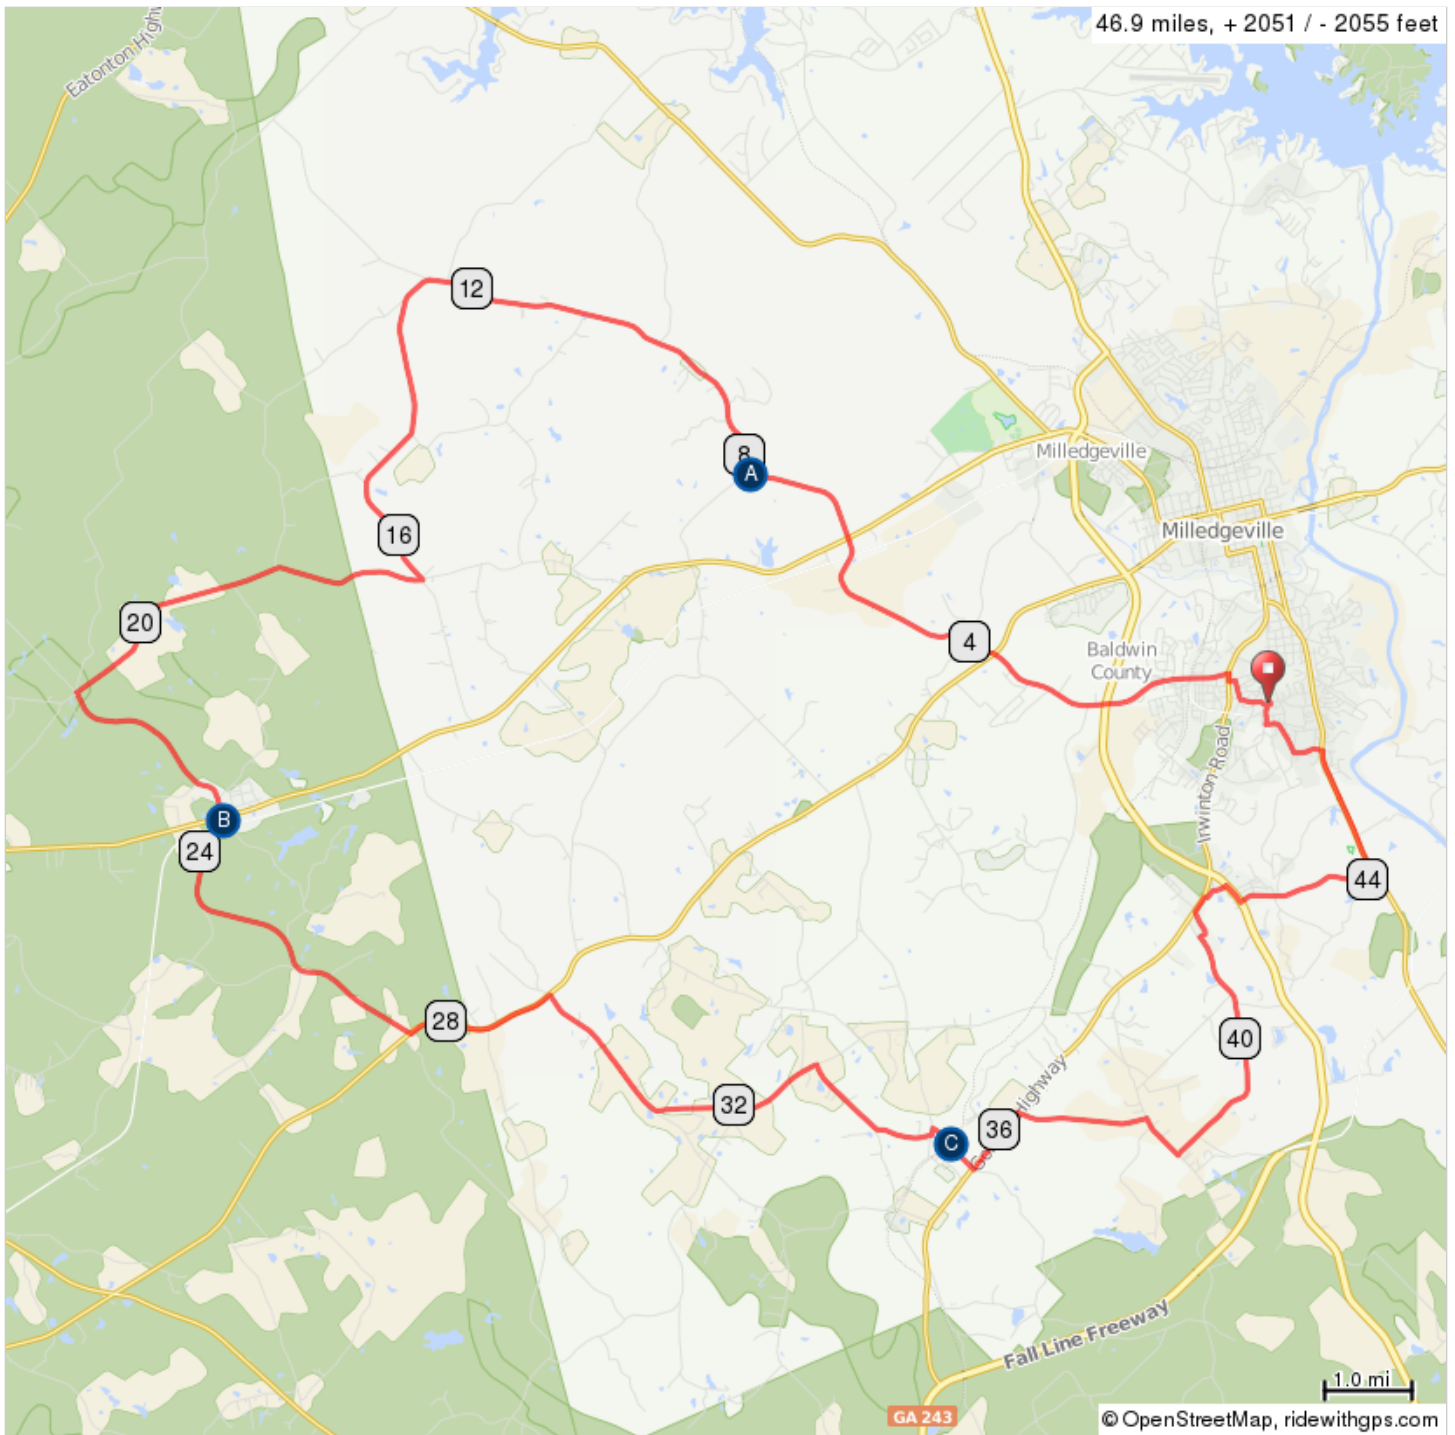 46.9 miles, + 2051 / - 2055 feet
Eatonton Highw
12
8
A
Milledgeville
16
Milledgeville
20
4
Baldwin
County
Irwinton Road
B
24
44
28
40
32
Highway
36
C
Fall Line Freeway
1.0 mi
GA 243
© OpenStreetMap, ridewithgps.com